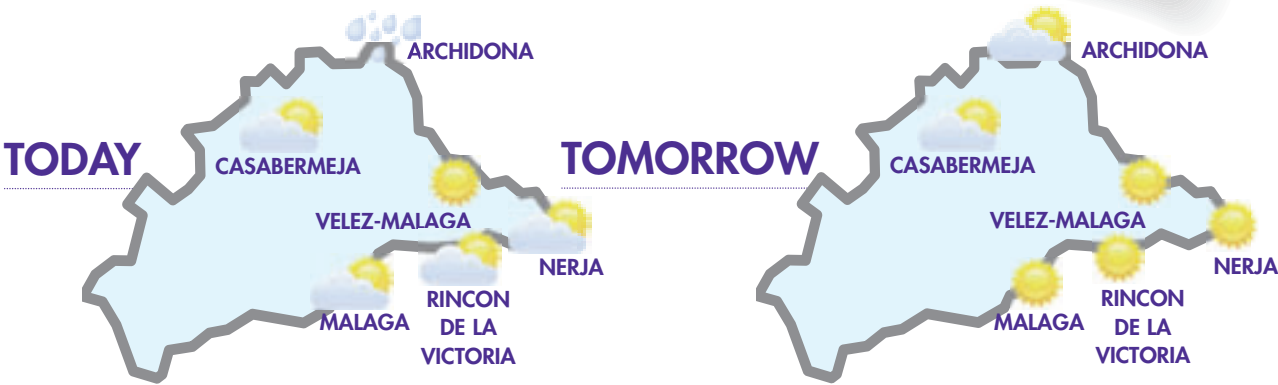 TODAY
ARCHIDONA
CASABERMEJA
VELEZ-MALAGA
NERJA
MALAGA
RINCON
DE LA
VICTORIA
TOMORROW
ARCHIDONA
CASABERMEJA
VELEZ-MALAGA
NERJA
MALAGA
RINCON
DE LA
VICTORIA